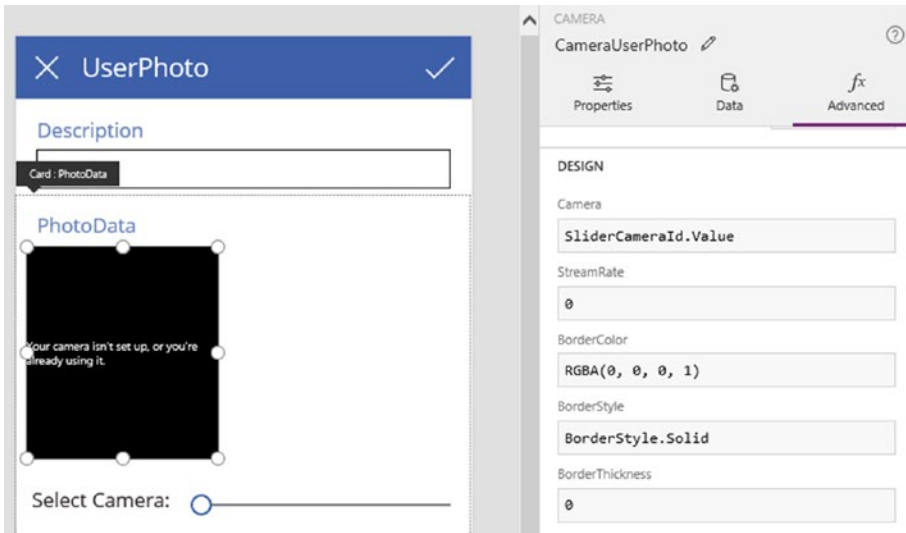 UserPhoto
Description
Card : PhotoData
PhotoData
Your camera isn't set up, or you're
already using it.
Select Camera:
CAMERA
CameraUserPhoto
Properties
Data
fx
Advanced
DESIGN
Camera
SliderCameraId.Value
StreamRate
0
BorderColor
RGBA(0, 0, 0, 1)
BorderStyle
BorderStyle.Solid
BorderThickness
0